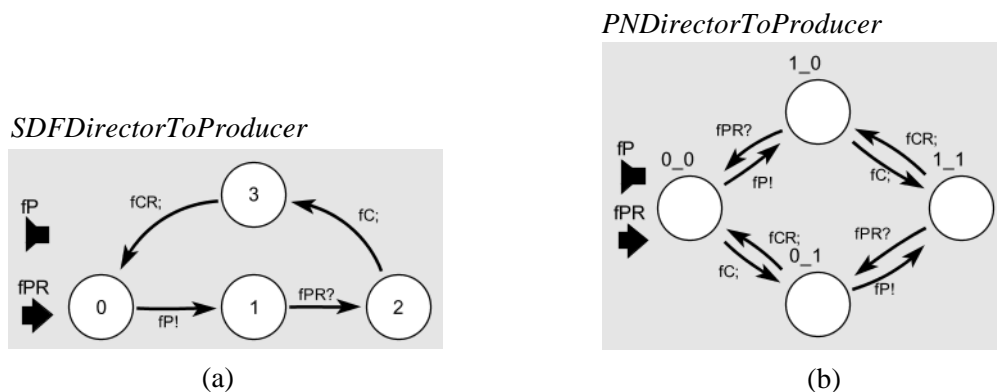 SDFDirectorToProducer
fP
fPR
fCR;
3
fC;
0
fP!
1
fPR?
2
(a)
PNDirectorToProducer
1_0
fPR?
fCR;
fP
0_0
fP!
fC;
1_1
fPR
fCR;
fPR?
fC;
0_1
fP!
(b)